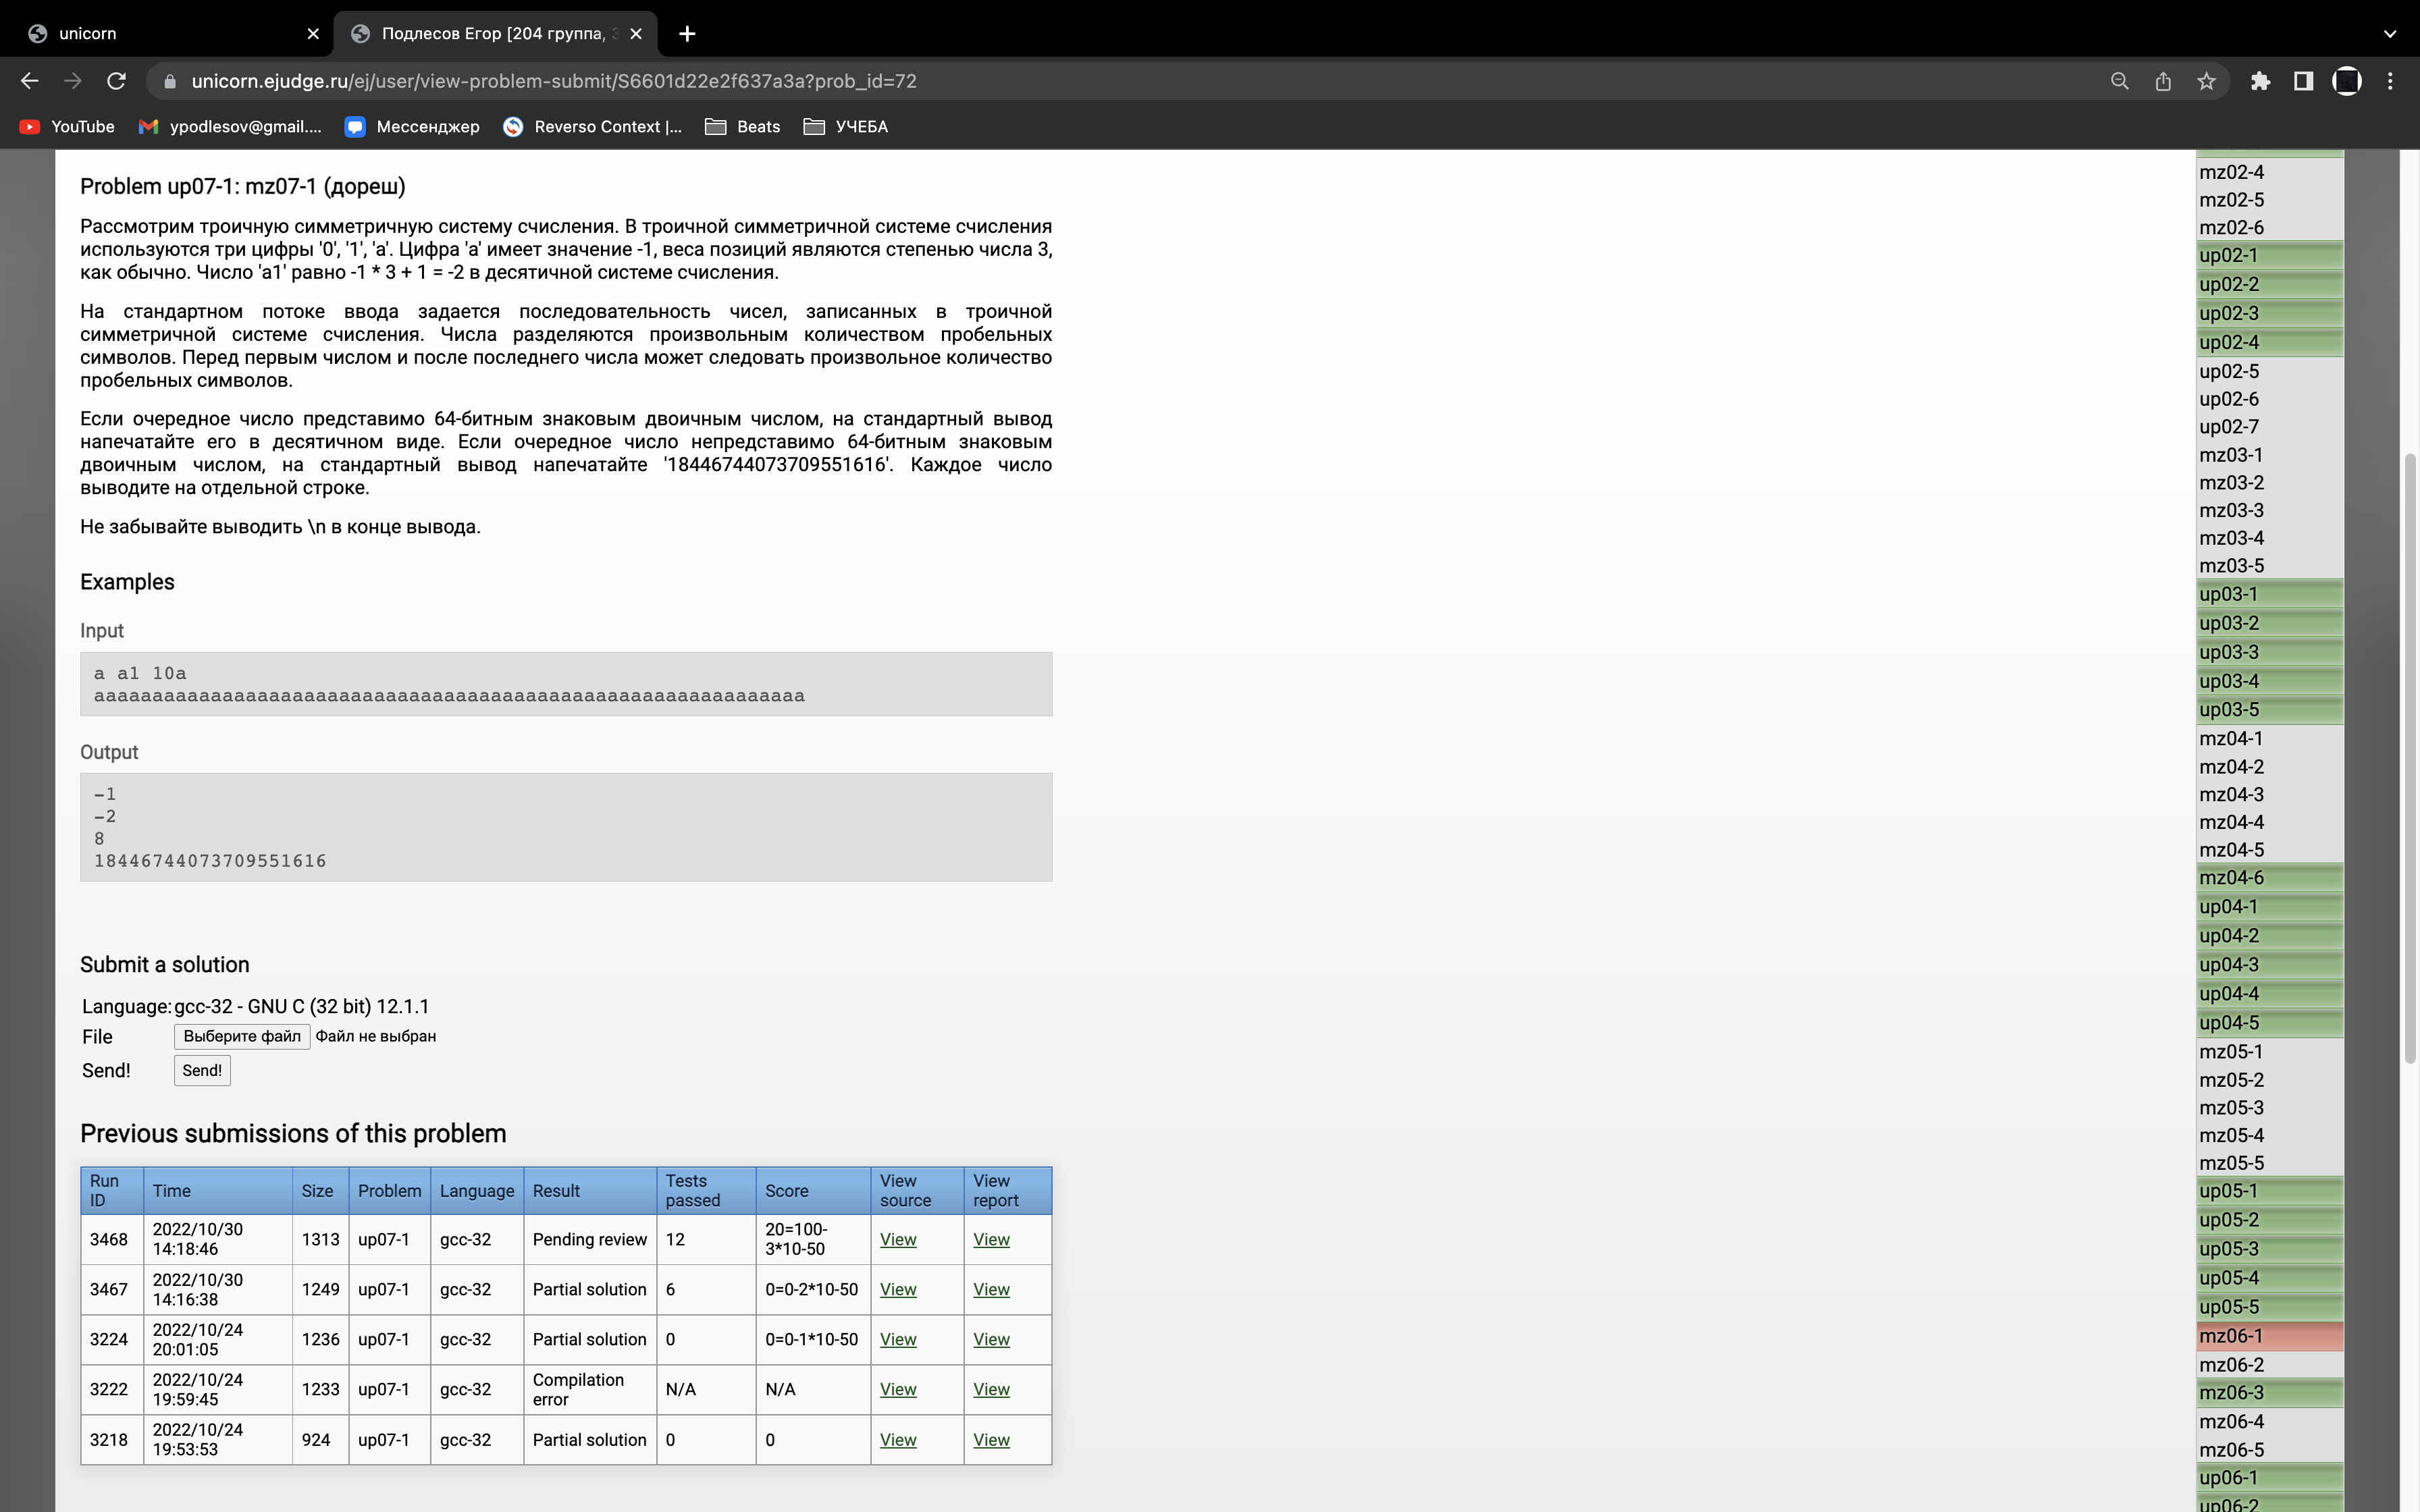 unicorn
Подлесов Егор [204 группа,
unicorn.ejudge.ru/ej/user/view-problem-submit/S6601d22e2f637a3a?prob_id=72
YouTube
ypodlesov@gmail....
Мессенджер
Reverso Context |...
Beats
УЧЕБА
Problem up07-1: mz07-1 (дореш)
Рассмотрим троичную симметричную систему счисления. В троичной симметричной системе счисления
используются три цифры '0', '1', 'a'. Цифра 'a' имеет значение -1, веса позиций являются степенью числа 3,
как обычно. Число 'a1' равно -1 * 3 + 1 = -2 в десятичной системе счисления.
На стандартном потоке ввода задается последовательность чисел, записанных в троичной
симметричной системе счисления. Числа разделяются произвольным количеством пробельных
символов. Перед первым числом и после последнего числа может следовать произвольное количество
пробельных символов.
Если очередное число представимо 64-битным знаковым двоичным числом, на стандартный вывод
напечатайте его в десятичном виде. Если очередное число непредставимо 64-битным знаковым
двоичным числом, на стандартный вывод напечатайте '18446744073709551616'. Каждое число
выводите на отдельной строке.
Не забывайте выводить \n в конце вывода.
Examples
Input
a a1 10a
aaaaaaaaaaaaaaaaaaaaaaaaaaaaaaaaaaaaaaaaaaaaaaaaaaaaaaaaaaaaa
Output
-1
-2
8
18446744073709551616
Submit a solution
Language: gcc-32 - GNU C (32 bit) 12.1.1
File Выберите файл Файл не выбран
Send! Send!
Previous submissions of this problem
Run ID Time Size Problem Language Result Tests passed Score View source View report
3468 2022/10/30 14:18:46 1313 up07-1 gcc-32 Pending review 12 20=100-3*10-50 View View
3467 2022/10/30 14:16:38 1249 up07-1 gcc-32 Partial solution 6 0=0-2*10-50 View View
3224 2022/10/24 20:01:05 1236 up07-1 gcc-32 Partial solution 0 0=0-1*10-50 View View
3222 2022/10/24 19:59:45 1233 up07-1 gcc-32 Compilation error N/A N/A View View
3218 2022/10/24 19:53:53 924 up07-1 gcc-32 Partial solution 0 0 View View
mz02-4
mz02-5
mz02-6
up02-1
up02-2
up02-3
up02-4
up02-5
up02-6
up02-7
mz03-1
mz03-2
mz03-3
mz03-4
mz03-5
up03-1
up03-2
up03-3
up03-4
up03-5
mz04-1
mz04-2
mz04-3
mz04-4
mz04-5
mz04-6
up04-1
up04-2
up04-3
up04-4
up04-5
mz05-1
mz05-2
mz05-3
mz05-4
mz05-5
up05-1
up05-2
up05-3
up05-4
up05-5
mz06-1
mz06-2
mz06-3
mz06-4
mz06-5
up06-1
up06-2